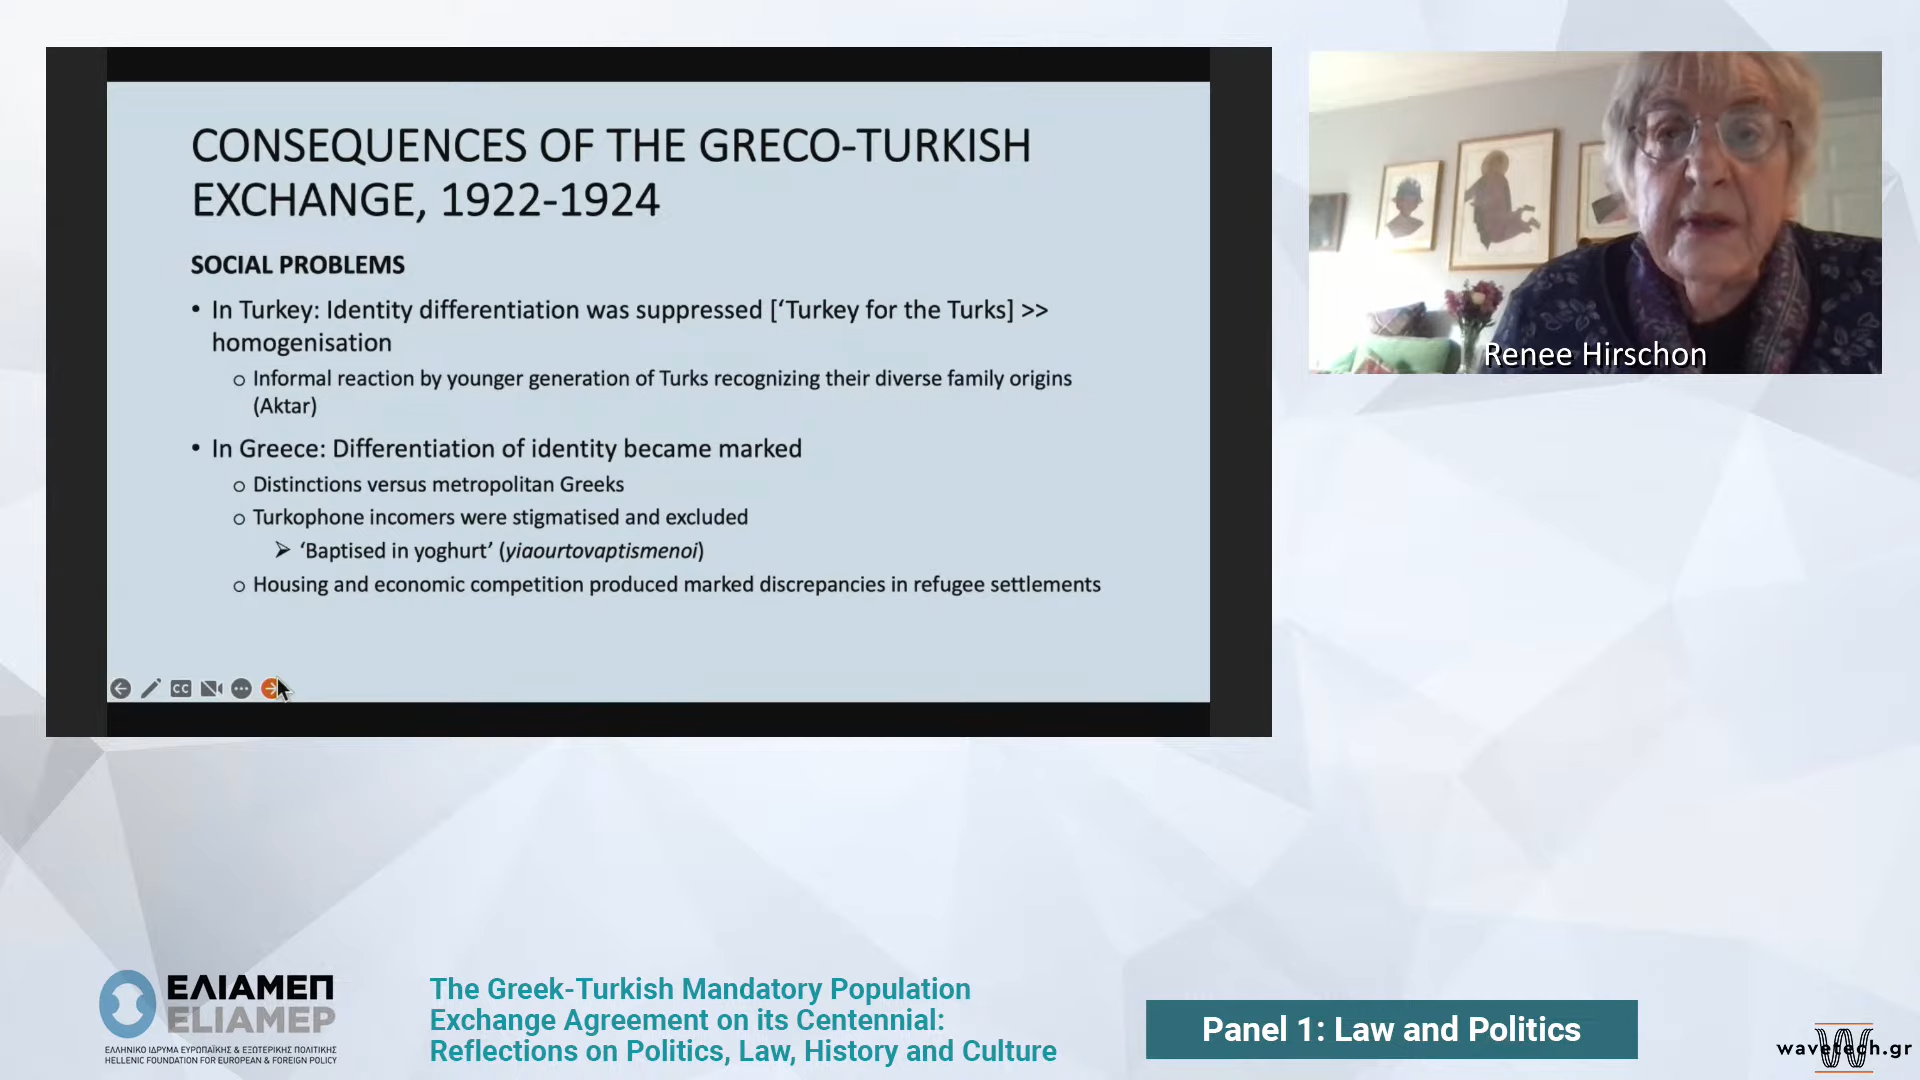 CONSEQUENCES OF THE GRECO-TURKISH
EXCHANGE, 1922-1924
SOCIAL PROBLEMS
• In Turkey: Identity differentiation was suppressed [‘Turkey for the Turks] >>
homogenisation
o Informal reaction by younger generation of Turks recognizing their diverse family origins
(Aktar)
• In Greece: Differentiation of identity became marked
o Distinctions versus metropolitan Greeks
o Turkophone incomers were stigmatised and excluded
➢ ‘Baptised in yoghurt’ (yiaourtovaptismenoi)
o Housing and economic competition produced marked discrepancies in refugee settlements
CC
Renee Hirschon
ΕΛΙΑΜΕΠ
ELIAMEP
ΕΛΛΗΝΙΚΟ ΙΔΡΥΜΑ ΕΥΡΩΠΑΪΚΗΣ & ΕΞΩΤΕΡΙΚΗΣ ΠΟΛΙΤΙΚΗΣ
HELLENIC FOUNDATION FOR EUROPEAN & FOREIGN POLICY
The Greek-Turkish Mandatory Population
Exchange Agreement on its Centennial:
Reflections on Politics, Law, History and Culture
Panel 1: Law and Politics
wavetech.gr